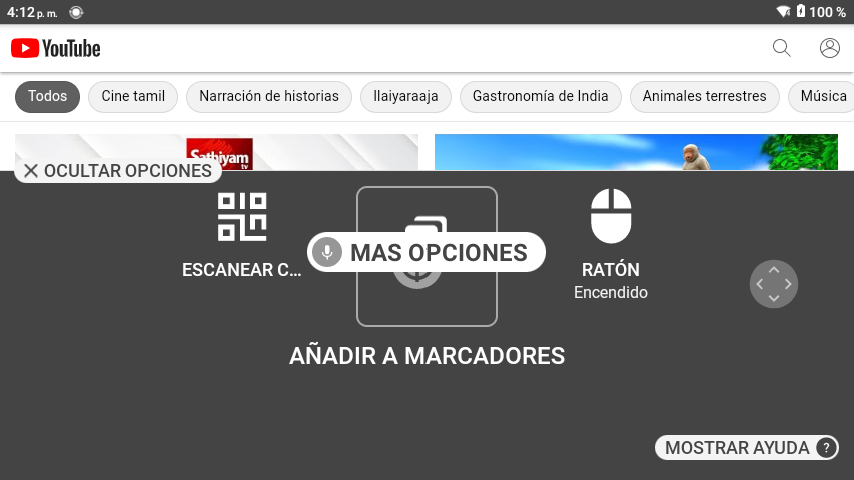 4:12 p. m.
100 %
YouTube
Todos
Cine tamil
Narración de historias
Ilaiyaraaja
Gastronomía de India
Animales terrestres
Música
Sathiyam
tv
OCULTAR OPCIONES
MAS OPCIONES
ESCANEAR C...
RATÓN
Encendido
AÑADIR A MARCADORES
MOSTRAR AYUDA ?